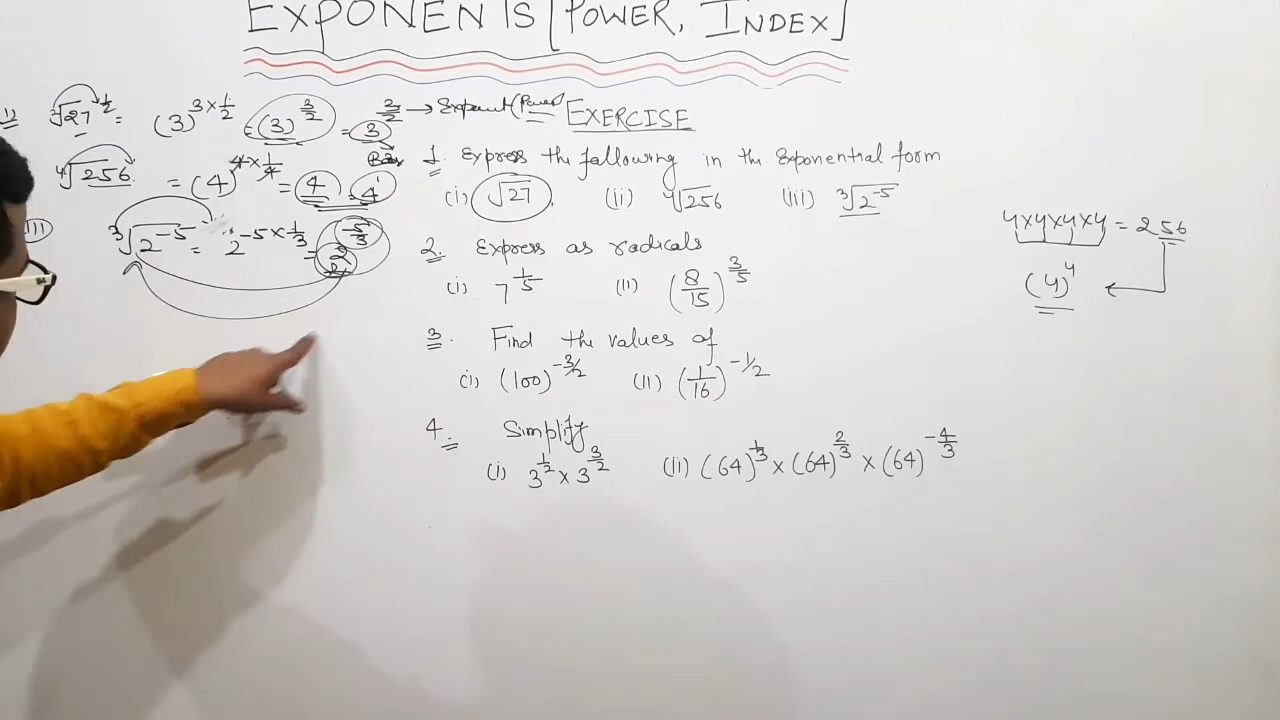 EXPONENTS [POWER, INDEX]
EXERCISE
1. Express the following in the Exponential form
(i) √27 (ii) ∜256 (iii) ∛2⁻⁵
2. Express as radicals
(i) 7^(1/5) (ii) (8/15)^(3/5)
3. Find the values of
(i) (100)^(-3/2) (ii) (1/16)^(-1/2)
4. Simplify
(i) 3^(1/2) × 3^(3/2) (ii) (64)^(1/3) × (64)^(2/3) × (64)^(-4/3)
√27^(1/2) = (3)^(3×1/2) = (3)^(3/2) = 3^(3/2) → Exponent (Power)
Base
∜256 = (4)^(4×1/4) = 4 · 4¹
(iii) ∛2⁻⁵ = 2^(-5×1/3) = 2^(-5/3)
4×4×4×4 = 256
(4)⁴